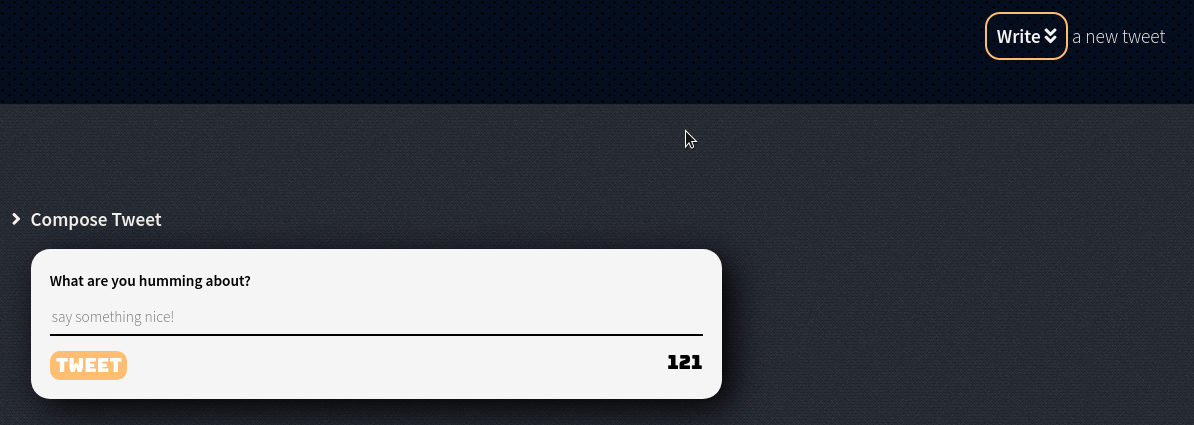 Write a new tweet
Compose Tweet
What are you humming about?
say something nice!
TWEET 121